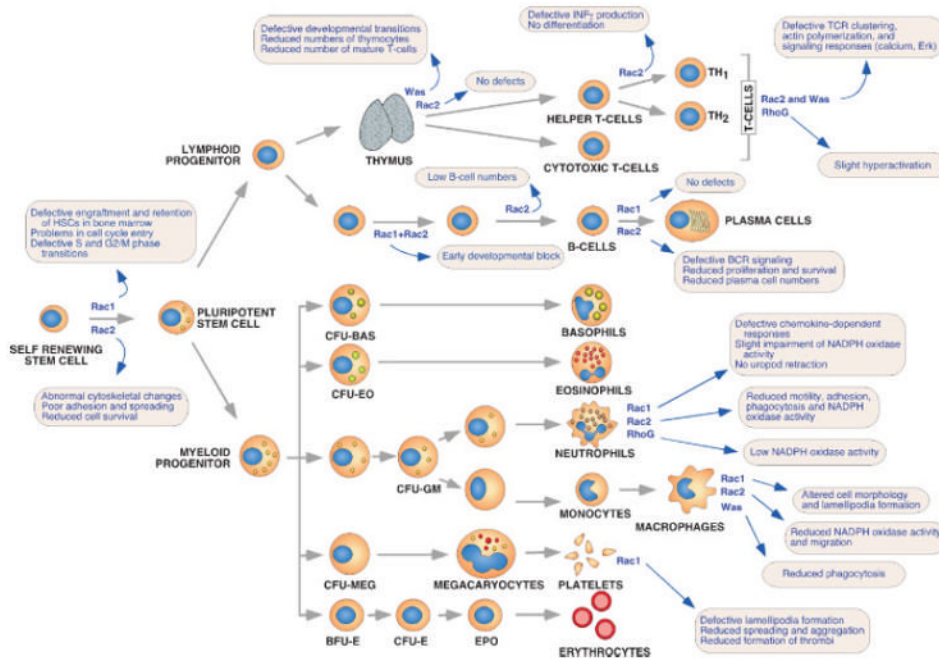 Defective developmental transitions
Reduced numbers of thymocytes
Reduced number of mature T-cells
Defective INFγ production
No differentiation
Defective TCR clustering,
actin polymerization, and
signaling responses (calcium, Erk)
Was
Rac2
No defects
Rac2
TH1
TH2
T-CELLS
Rac2 and Was
RhoG
HELPER T-CELLS
LYMPHOID
PROGENITOR
THYMUS
CYTOTOXIC T-CELLS
Slight hyperactivation
Low B-cell numbers
No defects
Defective engraftment and retention
of HSCs in bone marrow
Problems in cell cycle entry
Defective S and G2/M phase
transitions
Rac1+Rac2
Rac2
B-CELLS
Rac1
Rac2
PLASMA CELLS
Early developmental block
Defective BCR signaling
Reduced proliferation and survival
Reduced plasma cell numbers
Rac1
Rac2
SELF RENEWING
STEM CELL
PLURIPOTENT
STEM CELL
CFU-BAS
BASOPHILS
Defective chemokine-dependent
responses
Slight impairment of NADPH oxidase
activity
No uropod retraction
Abnormal cytoskeletal changes
Poor adhesion and spreading
Reduced cell survival
CFU-EO
EOSINOPHILS
Rac1
Rac2
RhoG
Reduced motility, adhesion,
phagocytosis and NADPH
oxidase activity
MYELOID
PROGENITOR
CFU-GM
NEUTROPHILS
Low NADPH oxidase activity
MONOCYTES
MACROPHAGES
Rac1
Rac2
Was
Altered cell morphology
and lamellipodia formation
Reduced NADPH oxidase activity
and migration
Reduced phagocytosis
CFU-MEG
MEGACARYOCYTES
PLATELETS
Rac1
Defective lamellipodia formation
Reduced spreading and aggregation
Reduced formation of thrombi
BFU-E
CFU-E
EPO
ERYTHROCYTES